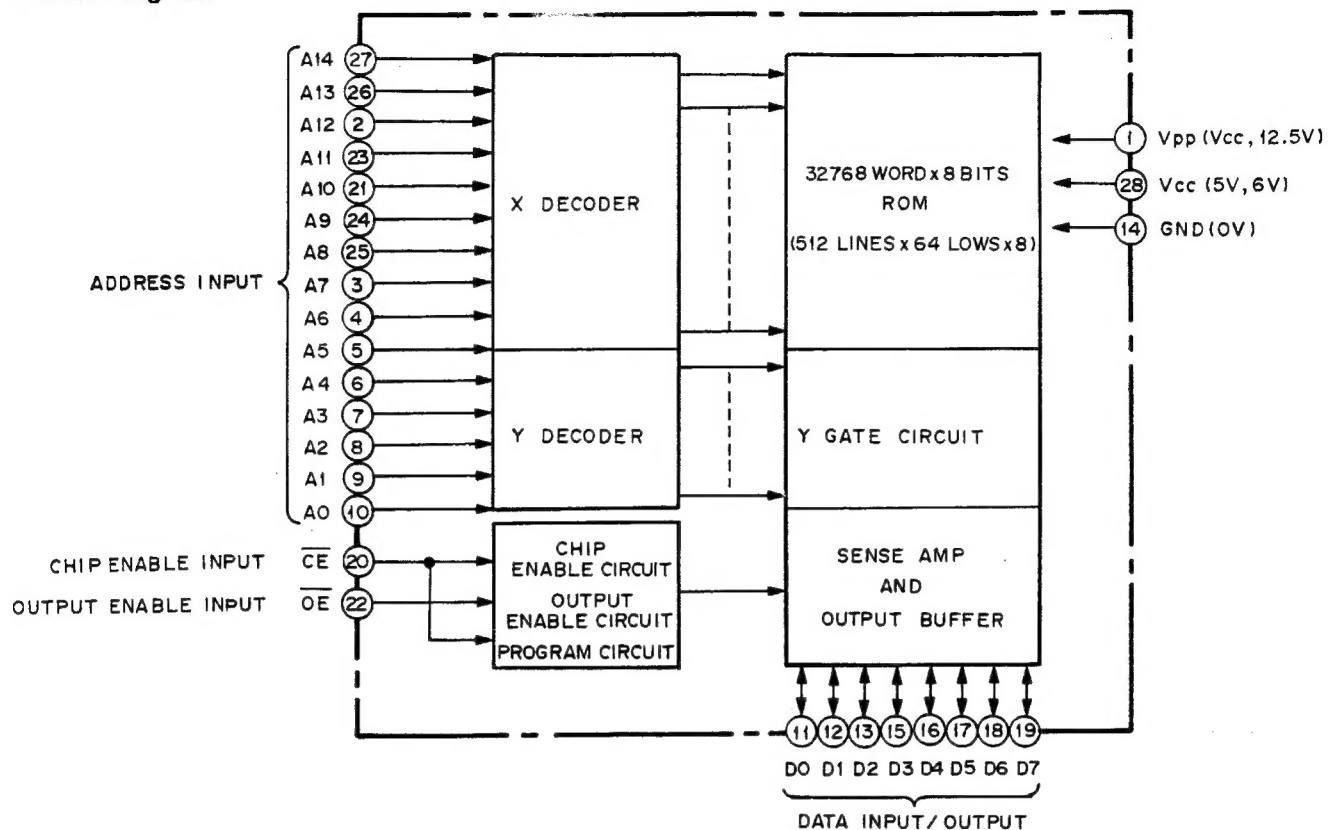 A14 27
A13 26
A12 2
A11 23
A10 21
A9 24
A8 25
A7 3
A6 4
A5 5
A4 6
A3 7
A2 8
A1 9
A0 10
ADDRESS INPUT
CHIP ENABLE INPUT C̅E̅ 20
OUTPUT ENABLE INPUT O̅E̅ 22
X DECODER
Y DECODER
CHIP
ENABLE CIRCUIT
OUTPUT
ENABLE CIRCUIT
PROGRAM CIRCUIT
32768 WORD x 8 BITS
ROM
(512 LINES x 64 LOWS x 8)
Y GATE CIRCUIT
SENSE AMP
AND
OUTPUT BUFFER
1 Vpp (Vcc, 12.5V)
28 Vcc (5V, 6V)
14 GND (0V)
11 12 13 15 16 17 18 19
D0 D1 D2 D3 D4 D5 D6 D7
DATA INPUT / OUTPUT